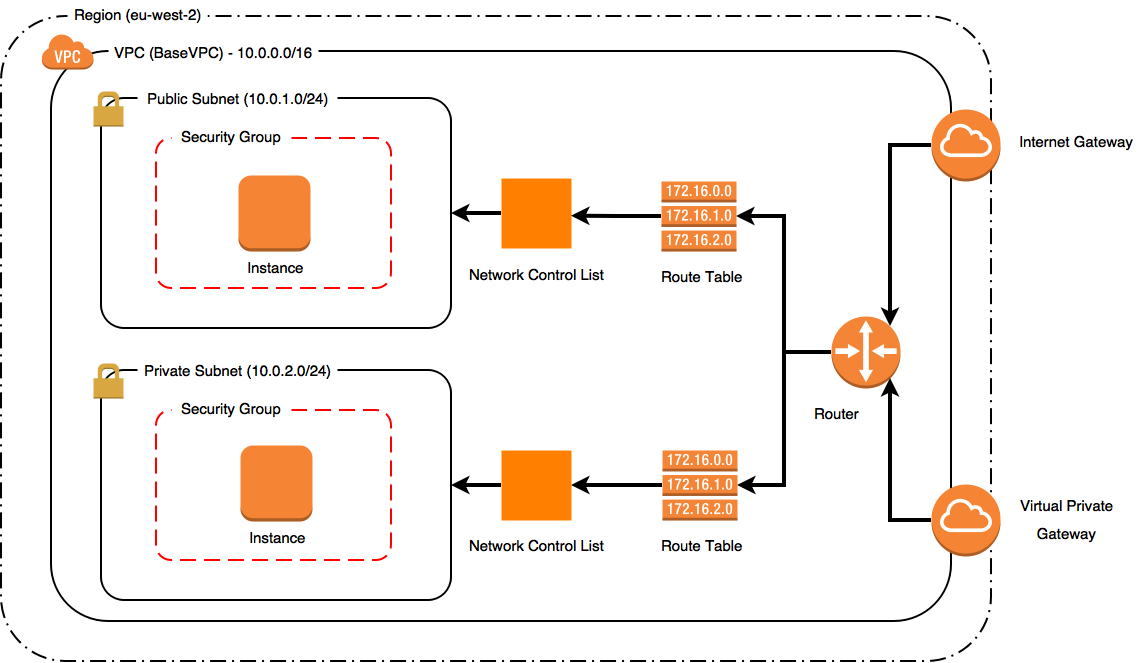 Region (eu-west-2)
VPC
VPC (BaseVPC) - 10.0.0.0/16
Public Subnet (10.0.1.0/24)
Security Group
Instance
Network Control List
172.16.0.0
172.16.1.0
172.16.2.0
Route Table
Internet Gateway
Router
Private Subnet (10.0.2.0/24)
Security Group
Instance
Network Control List
172.16.0.0
172.16.1.0
172.16.2.0
Route Table
Virtual Private
Gateway